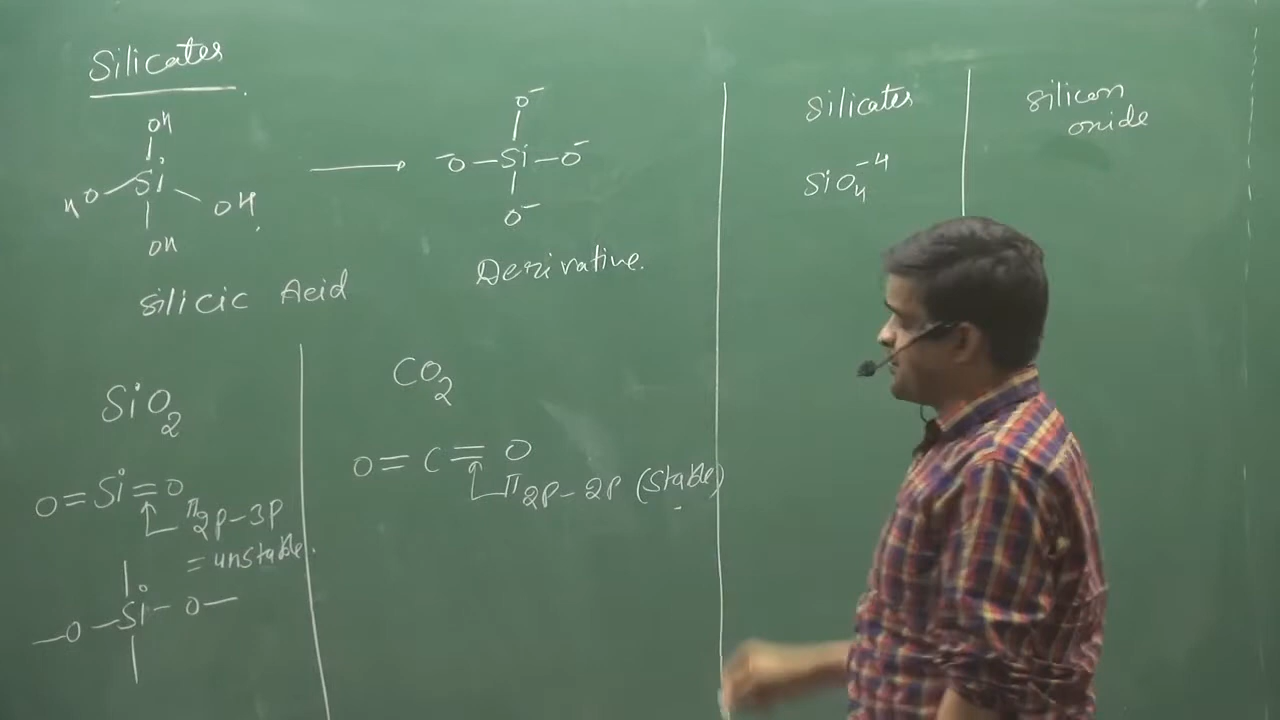 Silicates
OH
Si
HO
OH
OH
Silicic Acid
O⁻
⁻O—Si—O⁻
O⁻
Derivative.
SiO₂
O=Si=O
π2p-3p
=unstable.
—O—Si—O—
CO₂
O=C=O
π2p-2p (stable)
Silicates
SiO₄⁻⁴
Silicon
oxide